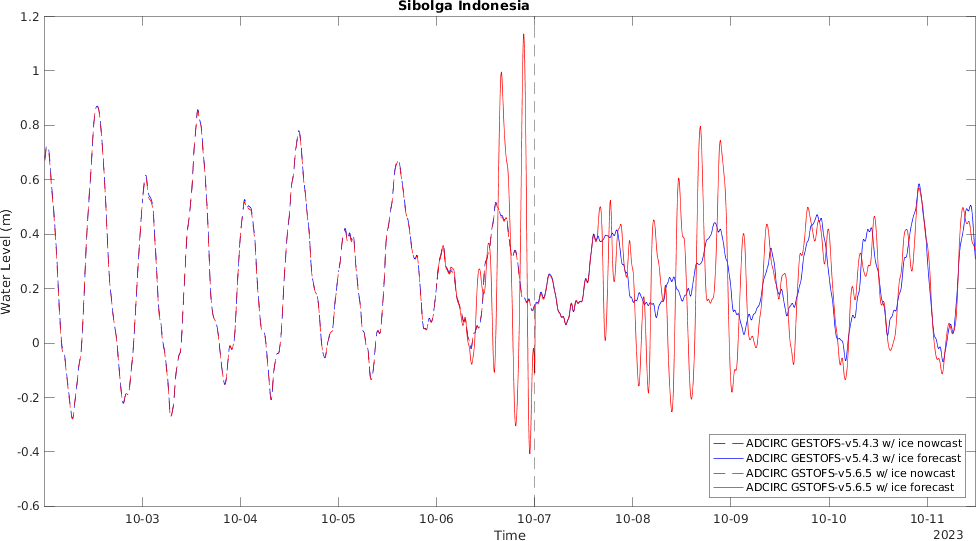 Sibolga Indonesia
1.2
1
0.8
0.6
0.4
0.2
0
-0.2
-0.4
-0.6
Water Level (m)
10-03 10-04 10-05 10-06 10-07 10-08 10-09 10-10 10-11
Time
2023
ADCIRC GESTOFS-v5.4.3 w/ ice nowcast
ADCIRC GESTOFS-v5.4.3 w/ ice forecast
ADCIRC GSTOFS-v5.6.5 w/ ice nowcast
ADCIRC GSTOFS-v5.6.5 w/ ice forecast